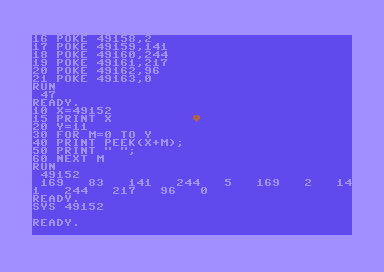 16 POKE 49158,2
17 POKE 49159,141
18 POKE 49160,244
19 POKE 49161,217
20 POKE 49162,96
21 POKE 49163,0
RUN
 47
READY.
10 X=49152
15 PRINT X
20 Y=11
30 FOR M=0 TO Y
40 PRINT PEEK(X+M);
50 PRINT " ";
60 NEXT M
RUN
 49152
 169   83   141   244   5   169   2   14
1   244   217   96   0
READY.
SYS 49152

READY.